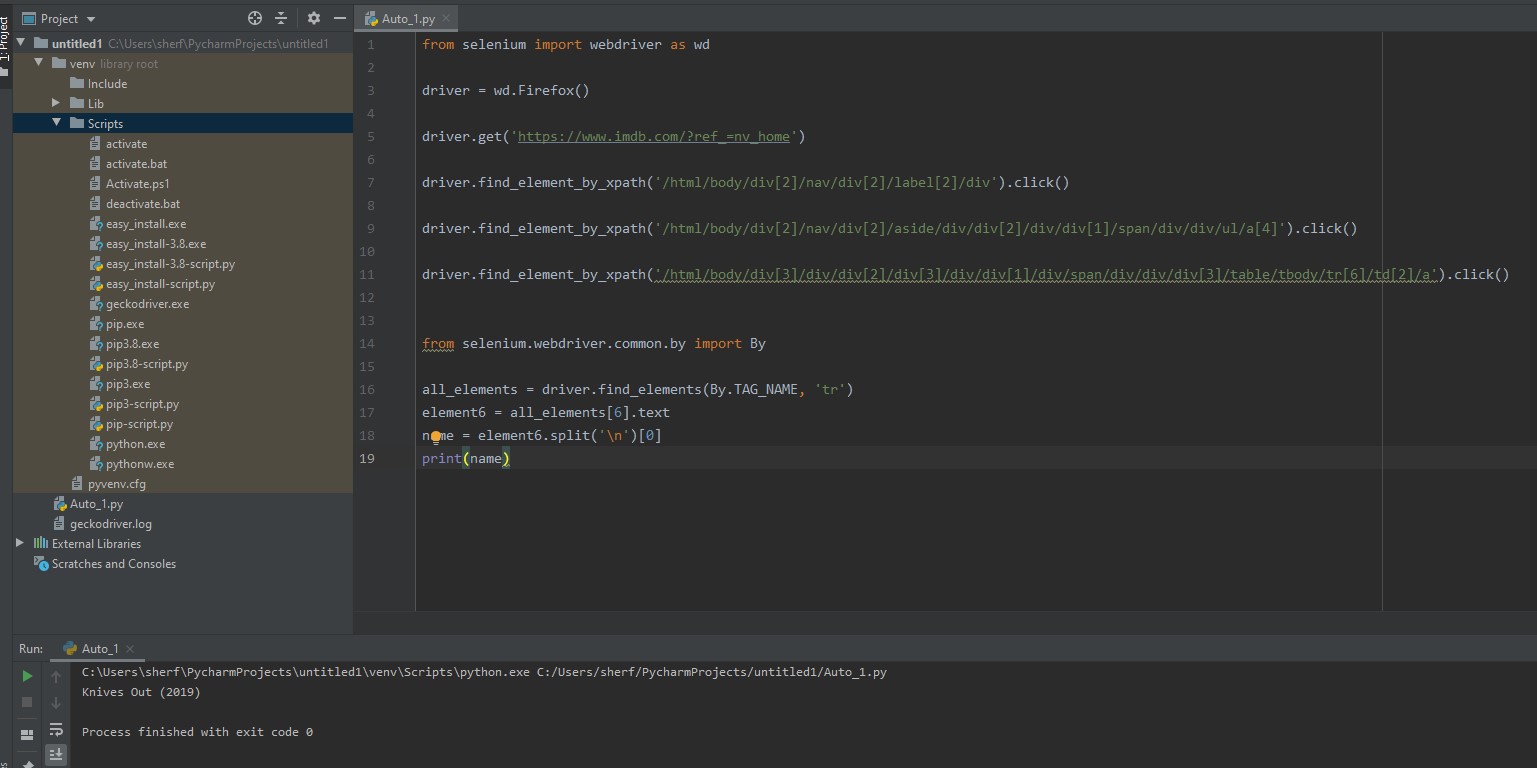 Project
Auto_1.py
1: Project
untitled1 C:\Users\sherf\PycharmProjects\untitled1
venv library root
Include
Lib
Scripts
activate
activate.bat
Activate.ps1
deactivate.bat
easy_install.exe
easy_install-3.8.exe
easy_install-3.8-script.py
easy_install-script.py
geckodriver.exe
pip.exe
pip3.8.exe
pip3.8-script.py
pip3.exe
pip3-script.py
pip-script.py
python.exe
pythonw.exe
pyvenv.cfg
Auto_1.py
geckodriver.log
External Libraries
Scratches and Consoles
1 from selenium import webdriver as wd
2
3 driver = wd.Firefox()
4
5 driver.get('https://www.imdb.com/?ref_=nv_home')
6
7 driver.find_element_by_xpath('/html/body/div[2]/nav/div[2]/label[2]/div').click()
8
9 driver.find_element_by_xpath('/html/body/div[2]/nav/div[2]/aside/div/div[2]/div/div[1]/span/div/div/ul/a[4]').click()
10
11 driver.find_element_by_xpath('/html/body/div[3]/div/div[2]/div[3]/div/div[1]/div/span/div/div/div[3]/table/tbody/tr[6]/td[2]/a').click()
12
13
14 from selenium.webdriver.common.by import By
15
16 all_elements = driver.find_elements(By.TAG_NAME, 'tr')
17 element6 = all_elements[6].text
18 name = element6.split('\n')[0]
19 print(name)
Run: Auto_1
C:\Users\sherf\PycharmProjects\untitled1\venv\Scripts\python.exe C:/Users/sherf/PycharmProjects/untitled1/Auto_1.py
Knives Out (2019)
Process finished with exit code 0